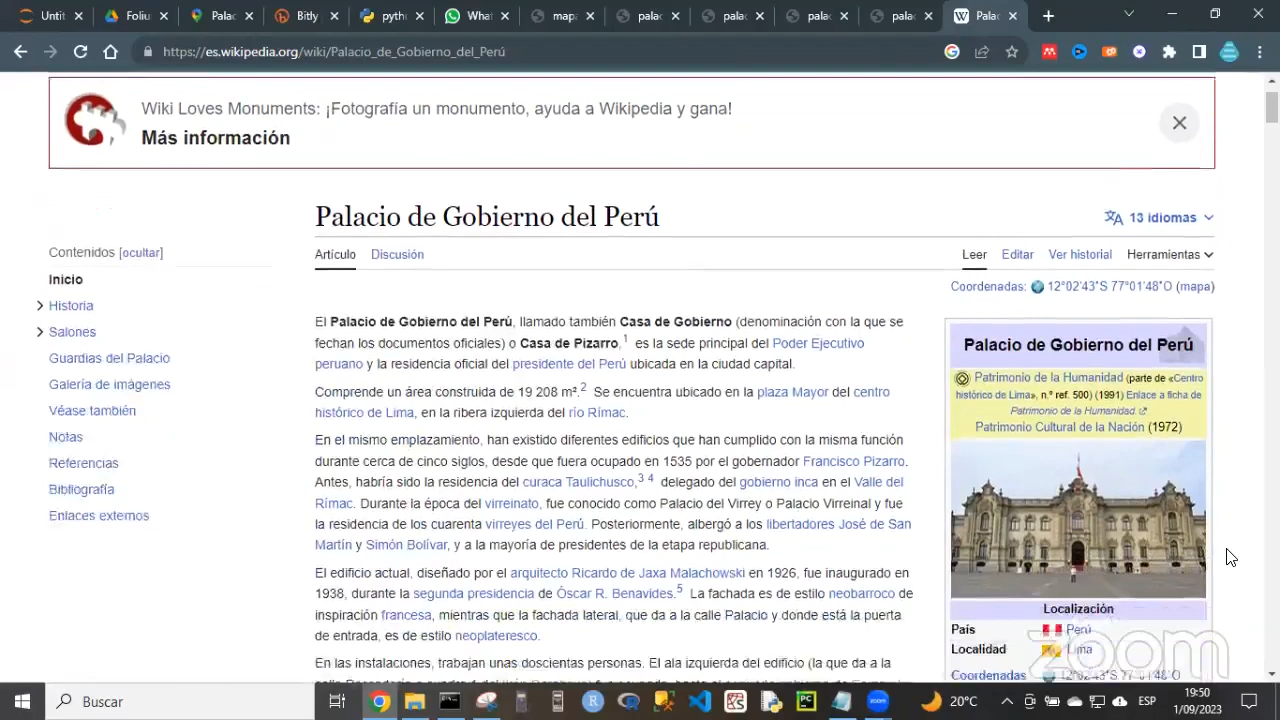 Untit
Foliu
Palac
Bitly
pyth
What
mapa
palac
palac
palac
palac
Palac
https://es.wikipedia.org/wiki/Palacio_de_Gobierno_del_Perú
Wiki Loves Monuments: ¡Fotografía un monumento, ayuda a Wikipedia y gana!
Más información
Palacio de Gobierno del Perú
13 idiomas
Contenidos [ocultar]
Inicio
Historia
Salones
Guardias del Palacio
Galería de imágenes
Véase también
Notas
Referencias
Bibliografía
Enlaces externos
Artículo Discusión
Leer Editar Ver historial Herramientas
Coordenadas: 12°02′43″S 77°01′48″O (mapa)
El Palacio de Gobierno del Perú, llamado también Casa de Gobierno (denominación con la que se
fechan los documentos oficiales) o Casa de Pizarro,1 es la sede principal del Poder Ejecutivo
peruano y la residencia oficial del presidente del Perú ubicada en la ciudad capital.
Comprende un área construida de 19 208 m².2 Se encuentra ubicado en la plaza Mayor del centro
histórico de Lima, en la ribera izquierda del río Rímac.
En el mismo emplazamiento, han existido diferentes edificios que han cumplido con la misma función
durante cerca de cinco siglos, desde que fuera ocupado en 1535 por el gobernador Francisco Pizarro.
Antes, habría sido la residencia del curaca Taulichusco,3 4 delegado del gobierno inca en el Valle del
Rímac. Durante la época del virreinato, fue conocido como Palacio del Virrey o Palacio Virreinal y fue
la residencia de los cuarenta virreyes del Perú. Posteriormente, albergó a los libertadores José de San
Martín y Simón Bolívar, y a la mayoría de presidentes de la etapa republicana.
El edificio actual, diseñado por el arquitecto Ricardo de Jaxa Malachowski en 1926, fue inaugurado en
1938, durante la segunda presidencia de Óscar R. Benavides.5 La fachada es de estilo neobarroco de
inspiración francesa, mientras que la fachada lateral, que da a la calle Palacio y donde está la puerta
de entrada, es de estilo neoplateresco.
En las instalaciones, trabajan unas doscientas personas. El ala izquierda del edificio (la que da a la
Palacio de Gobierno del Perú
Patrimonio de la Humanidad (parte de «Centro
histórico de Lima», n.º ref. 500) (1991) Enlace a ficha de
Patrimonio de la Humanidad.
Patrimonio Cultural de la Nación (1972)
Localización
País Perú
Localidad Lima
Coordenadas 12°02′43″S 77°01′48″O
zoom
Buscar
20°C
ESP
19:50
1/09/2023